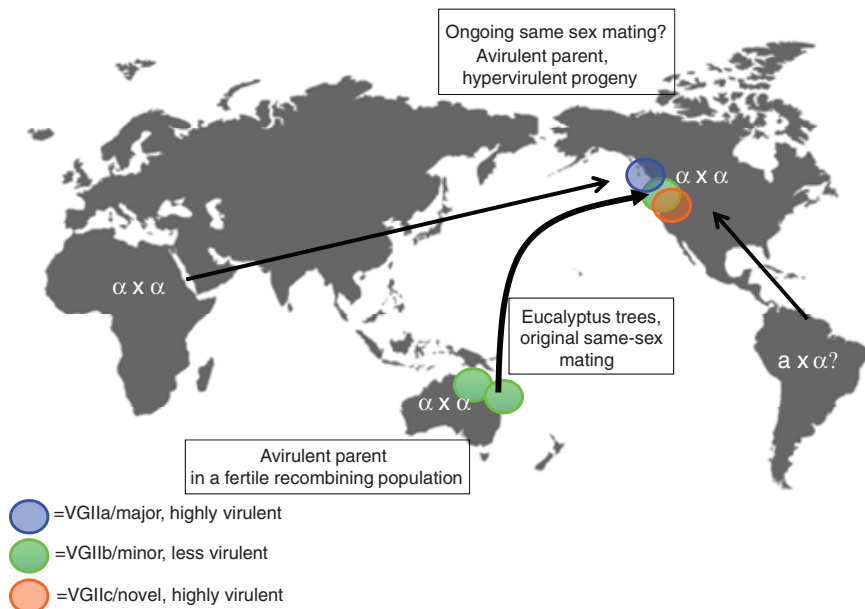 Ongoing same sex mating?
Avirulent parent,
hypervirulent progeny
α x α
α x α
Eucalyptus trees,
original same-sex
mating
a x α?
α x α
Avirulent parent
in a fertile recombining population
=VGIIa/major, highly virulent
=VGIIb/minor, less virulent
=VGIIc/novel, highly virulent